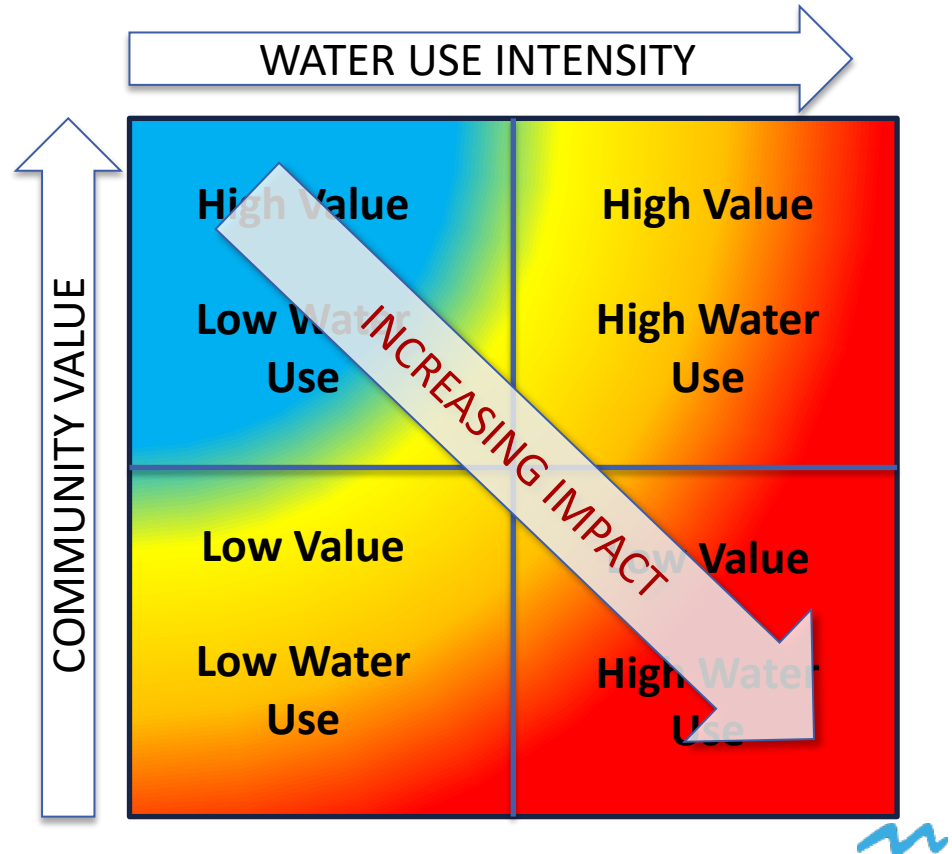 WATER USE INTENSITY
COMMUNITY VALUE
High Value
Low Water
Use
High Value
High Water
Use
INCREASING IMPACT
Low Value
Low Water
Use
Low Value
High Water
Use